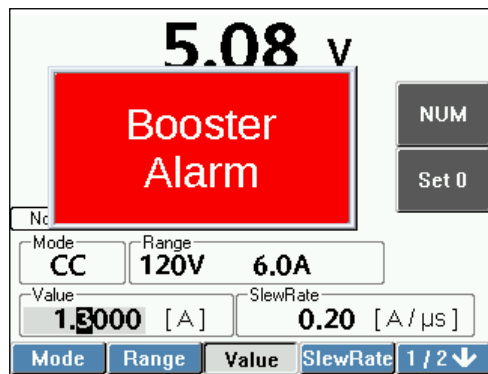 5.08 V
Booster
Alarm
NUM
Set 0
No
Mode
CC
Range
120V 6.0A
Value
1.3000 [A]
SlewRate
0.20 [A/µs]
Mode Range Value SlewRate 1/2